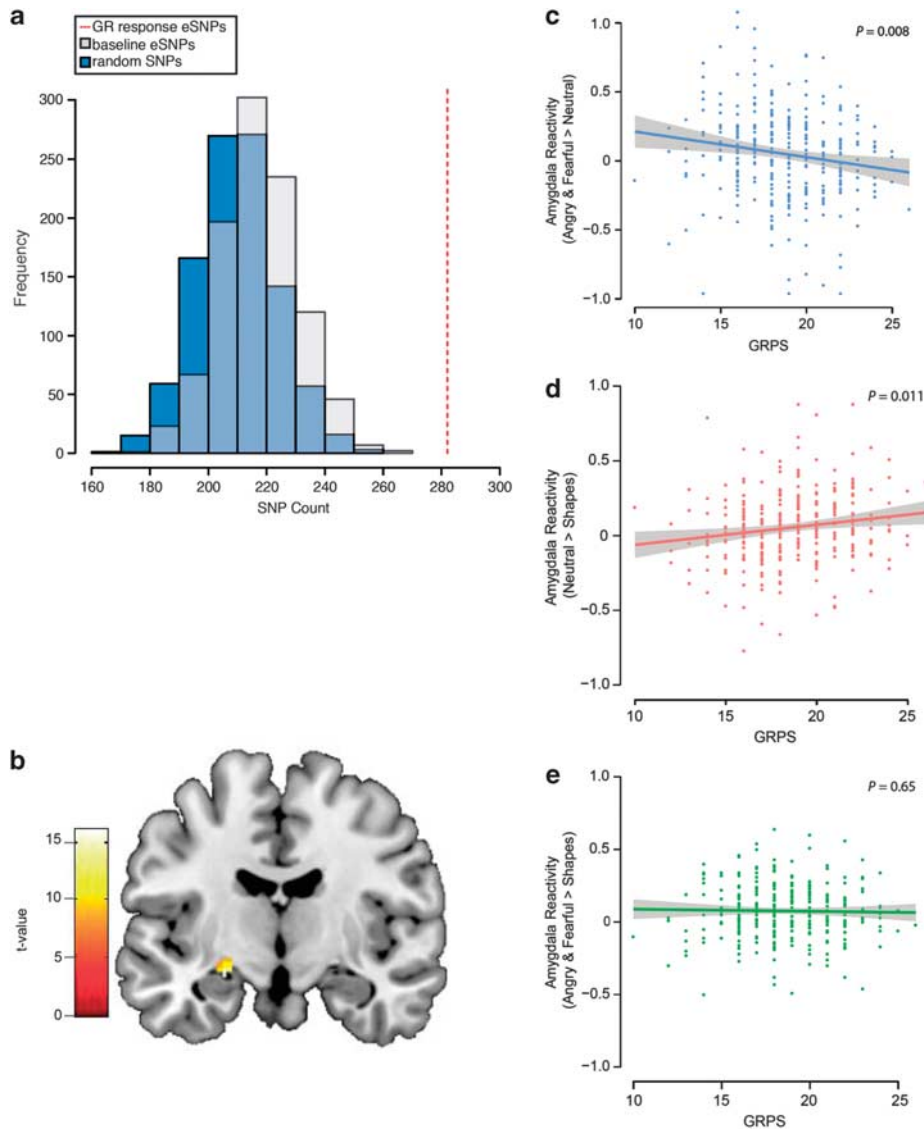 a
GR response eSNPs
baseline eSNPs
random SNPs
Frequency
300
250
200
150
100
50
0
160 180 200 220 240 260 280 300
SNP Count
b
t-value
15
10
5
0
c
P = 0.008
Amygdala Reactivity
(Angry & Fearful > Neutral)
1.0
0.5
0
−0.5
−1.0
10 15 20 25
GRPS
d
P = 0.011
Amygdala Reactivity
(Neutral > Shapes)
1.0
0.5
0
−0.5
−1.0
10 15 20 25
GRPS
e
P = 0.65
Amygdala Reactivity
(Angry & Fearful > Shapes)
1.0
0.5
0
−0.5
−1.0
10 15 20 25
GRPS